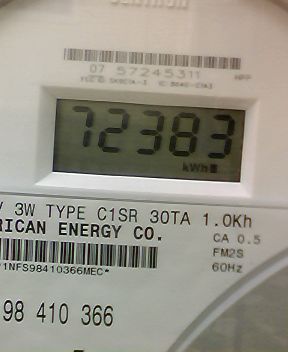 07 57245311
72383
kWh
V 3W TYPE C1SR 30TA 1.0Kh
RICAN ENERGY CO.
CA 0.5
FM2S
60Hz
1NFS98410366MEC*
98 410 366